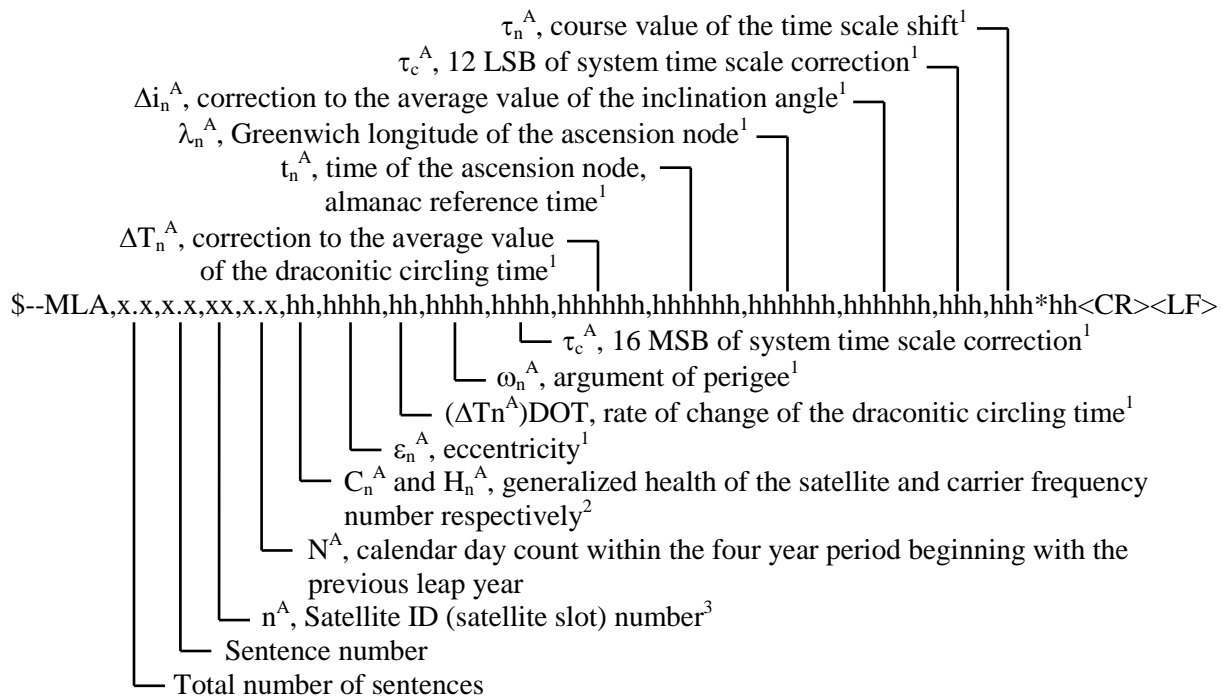 τₙᴬ, course value of the time scale shift¹
τ꜀ᴬ, 12 LSB of system time scale correction¹
Δiₙᴬ, correction to the average value of the inclination angle¹
λₙᴬ, Greenwich longitude of the ascension node¹
tₙᴬ, time of the ascension node,
almanac reference time¹
ΔTₙᴬ, correction to the average value
of the draconitic circling time¹
$--MLA,x.x,x.x,xx,x.x,hh,hhhh,hh,hhhh,hhhh,hhhhhh,hhhhhh,hhhhhh,hhhhhh,hhh,hhh*hh<CR><LF>
τ꜀ᴬ, 16 MSB of system time scale correction¹
ωₙᴬ, argument of perigee¹
(ΔTnᴬ)DOT, rate of change of the draconitic circling time¹
εₙᴬ, eccentricity¹
Cₙᴬ and Hₙᴬ, generalized health of the satellite and carrier frequency
number respectively²
Nᴬ, calendar day count within the four year period beginning with the
previous leap year
nᴬ, Satellite ID (satellite slot) number³
Sentence number
Total number of sentences